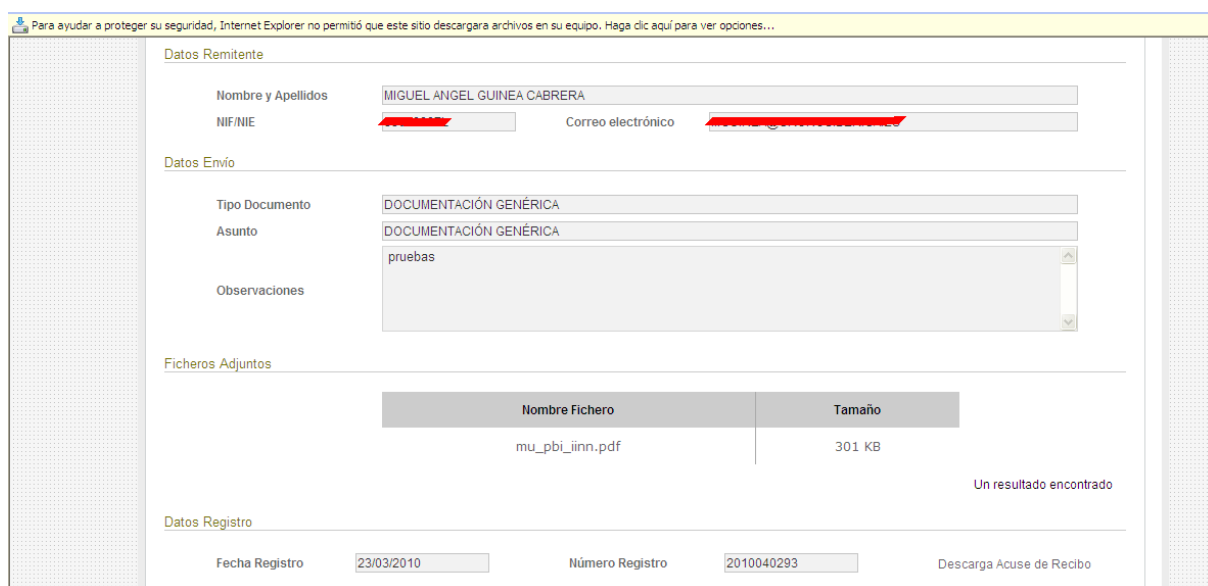 Para ayudar a proteger su seguridad, Internet Explorer no permitió que este sitio descargara archivos en su equipo. Haga clic aquí para ver opciones...
Datos Remitente
Nombre y Apellidos MIGUEL ANGEL GUINEA CABRERA
NIF/NIE Correo electrónico
Datos Envío
Tipo Documento DOCUMENTACIÓN GENÉRICA
Asunto DOCUMENTACIÓN GENÉRICA
pruebas
Observaciones
Ficheros Adjuntos
Nombre Fichero Tamaño
mu_pbi_iinn.pdf 301 KB
Un resultado encontrado
Datos Registro
Fecha Registro 23/03/2010 Número Registro 2010040293 Descarga Acuse de Recibo